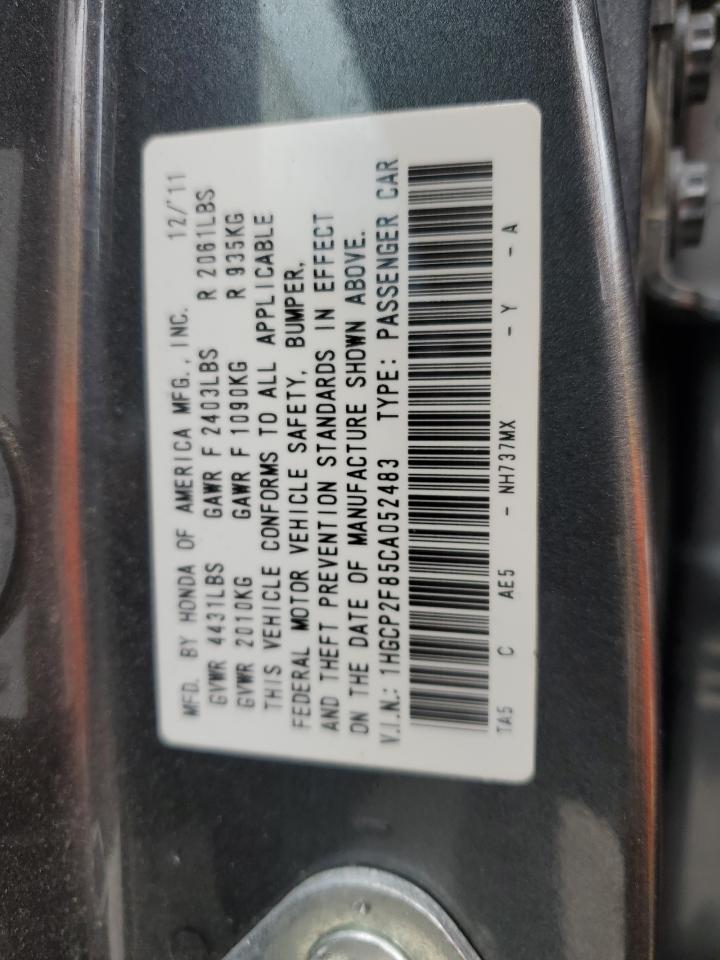 MFD. BY HONDA OF AMERICA MFG., INC. 12/'11
GVWR 4431LBS GAWR F 2403LBS R 2061LBS
GVWR 2010KG GAWR F 1090KG R 935KG
THIS VEHICLE CONFORMS TO ALL APPLICABLE
FEDERAL MOTOR VEHICLE SAFETY, BUMPER,
AND THEFT PREVENTION STANDARDS IN EFFECT
ON THE DATE OF MANUFACTURE SHOWN ABOVE.
V.I.N.: 1HGCP2F85CA052483 TYPE: PASSENGER CAR
TA5 C AE5 - NH737MX - Y - A